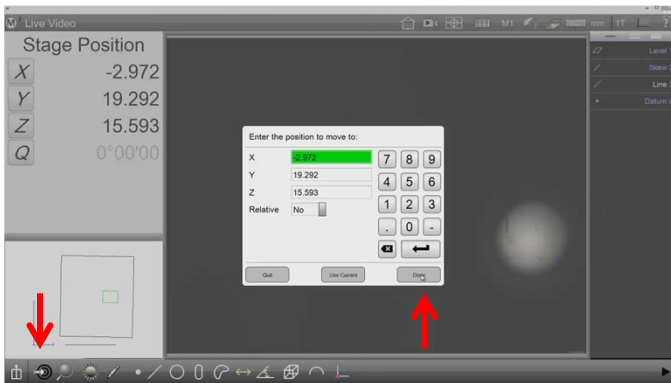 Live Video
M1
mm
1T
Stage Position
X -2.972
Y 19.292
Z 15.593
Q 0°00'00
Level
Skew
Line
Datum
Enter the position to move to:
X -2.972
Y 19.292
Z 15.593
Relative No
7 8 9
4 5 6
1 2 3
. 0 -
Quit
Use Current
Done